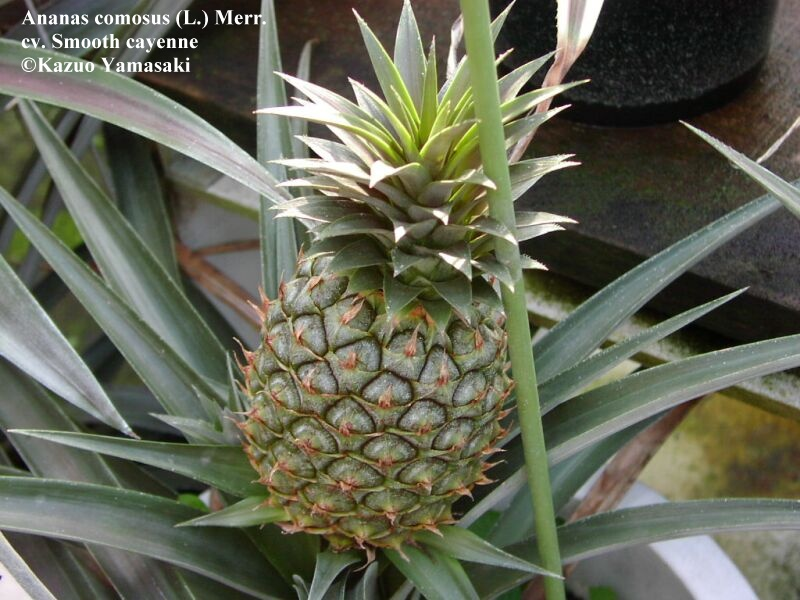 Ananas comosus (L.) Merr.
cv. Smooth cayenne
©Kazuo Yamasaki